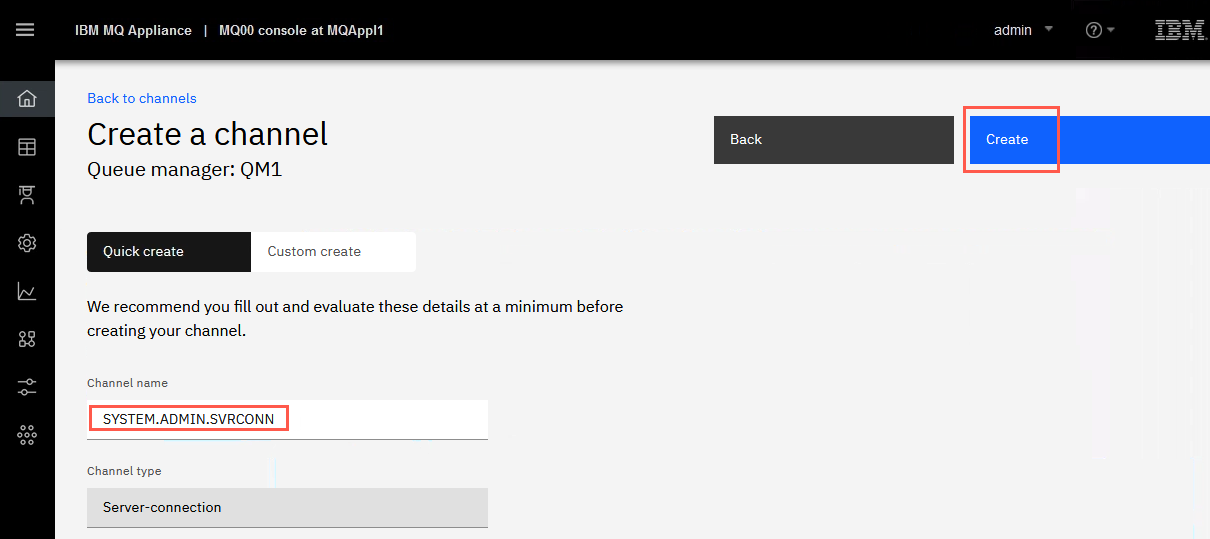 IBM MQ Appliance | MQ00 console at MQAppl1
admin
IBM
Back to channels
Create a channel
Queue manager: QM1
Back
Create
Quick create
Custom create
We recommend you fill out and evaluate these details at a minimum before
creating your channel.
Channel name
SYSTEM.ADMIN.SVRCONN
Channel type
Server-connection